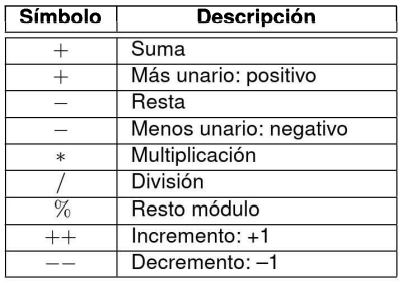 Símbolo Descripción
+ Suma
+ Más unario: positivo
− Resta
− Menos unario: negativo
∗ Multiplicación
/ División
% Resto módulo
++ Incremento: +1
−− Decremento: –1